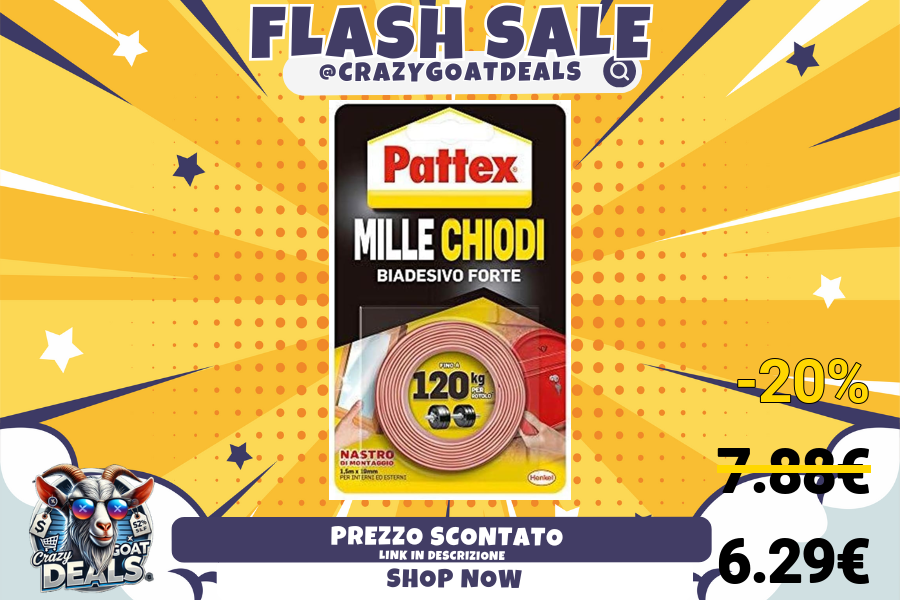 FLASH SALE
@CRAZYGOATDEALS
Pattex
MILLE CHIODI
BIADESIVO FORTE
FINO A
120 kg
PER
ROTOLO
NASTRO
DI MONTAGGIO
1,5m x 19mm
PER INTERNI ED ESTERNI
Henkel
-20%
7.88€
6.29€
PREZZO SCONTATO
LINK IN DESCRIZIONE
SHOP NOW
$
52%
Crazy
GOAT
DEALS